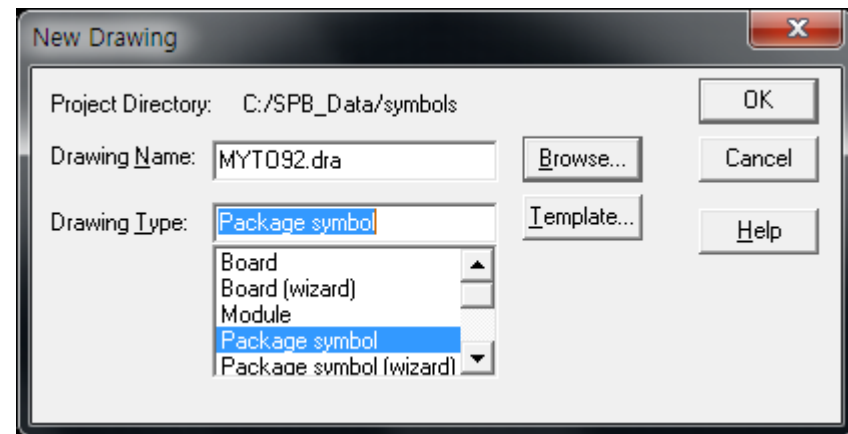 New Drawing
Project Directory: C:/SPB_Data/symbols
OK
Drawing Name: MYTO92.dra
Browse...
Cancel
Drawing Type: Package symbol
Template...
Help
Board
Board (wizard)
Module
Package symbol
Package symbol (wizard)